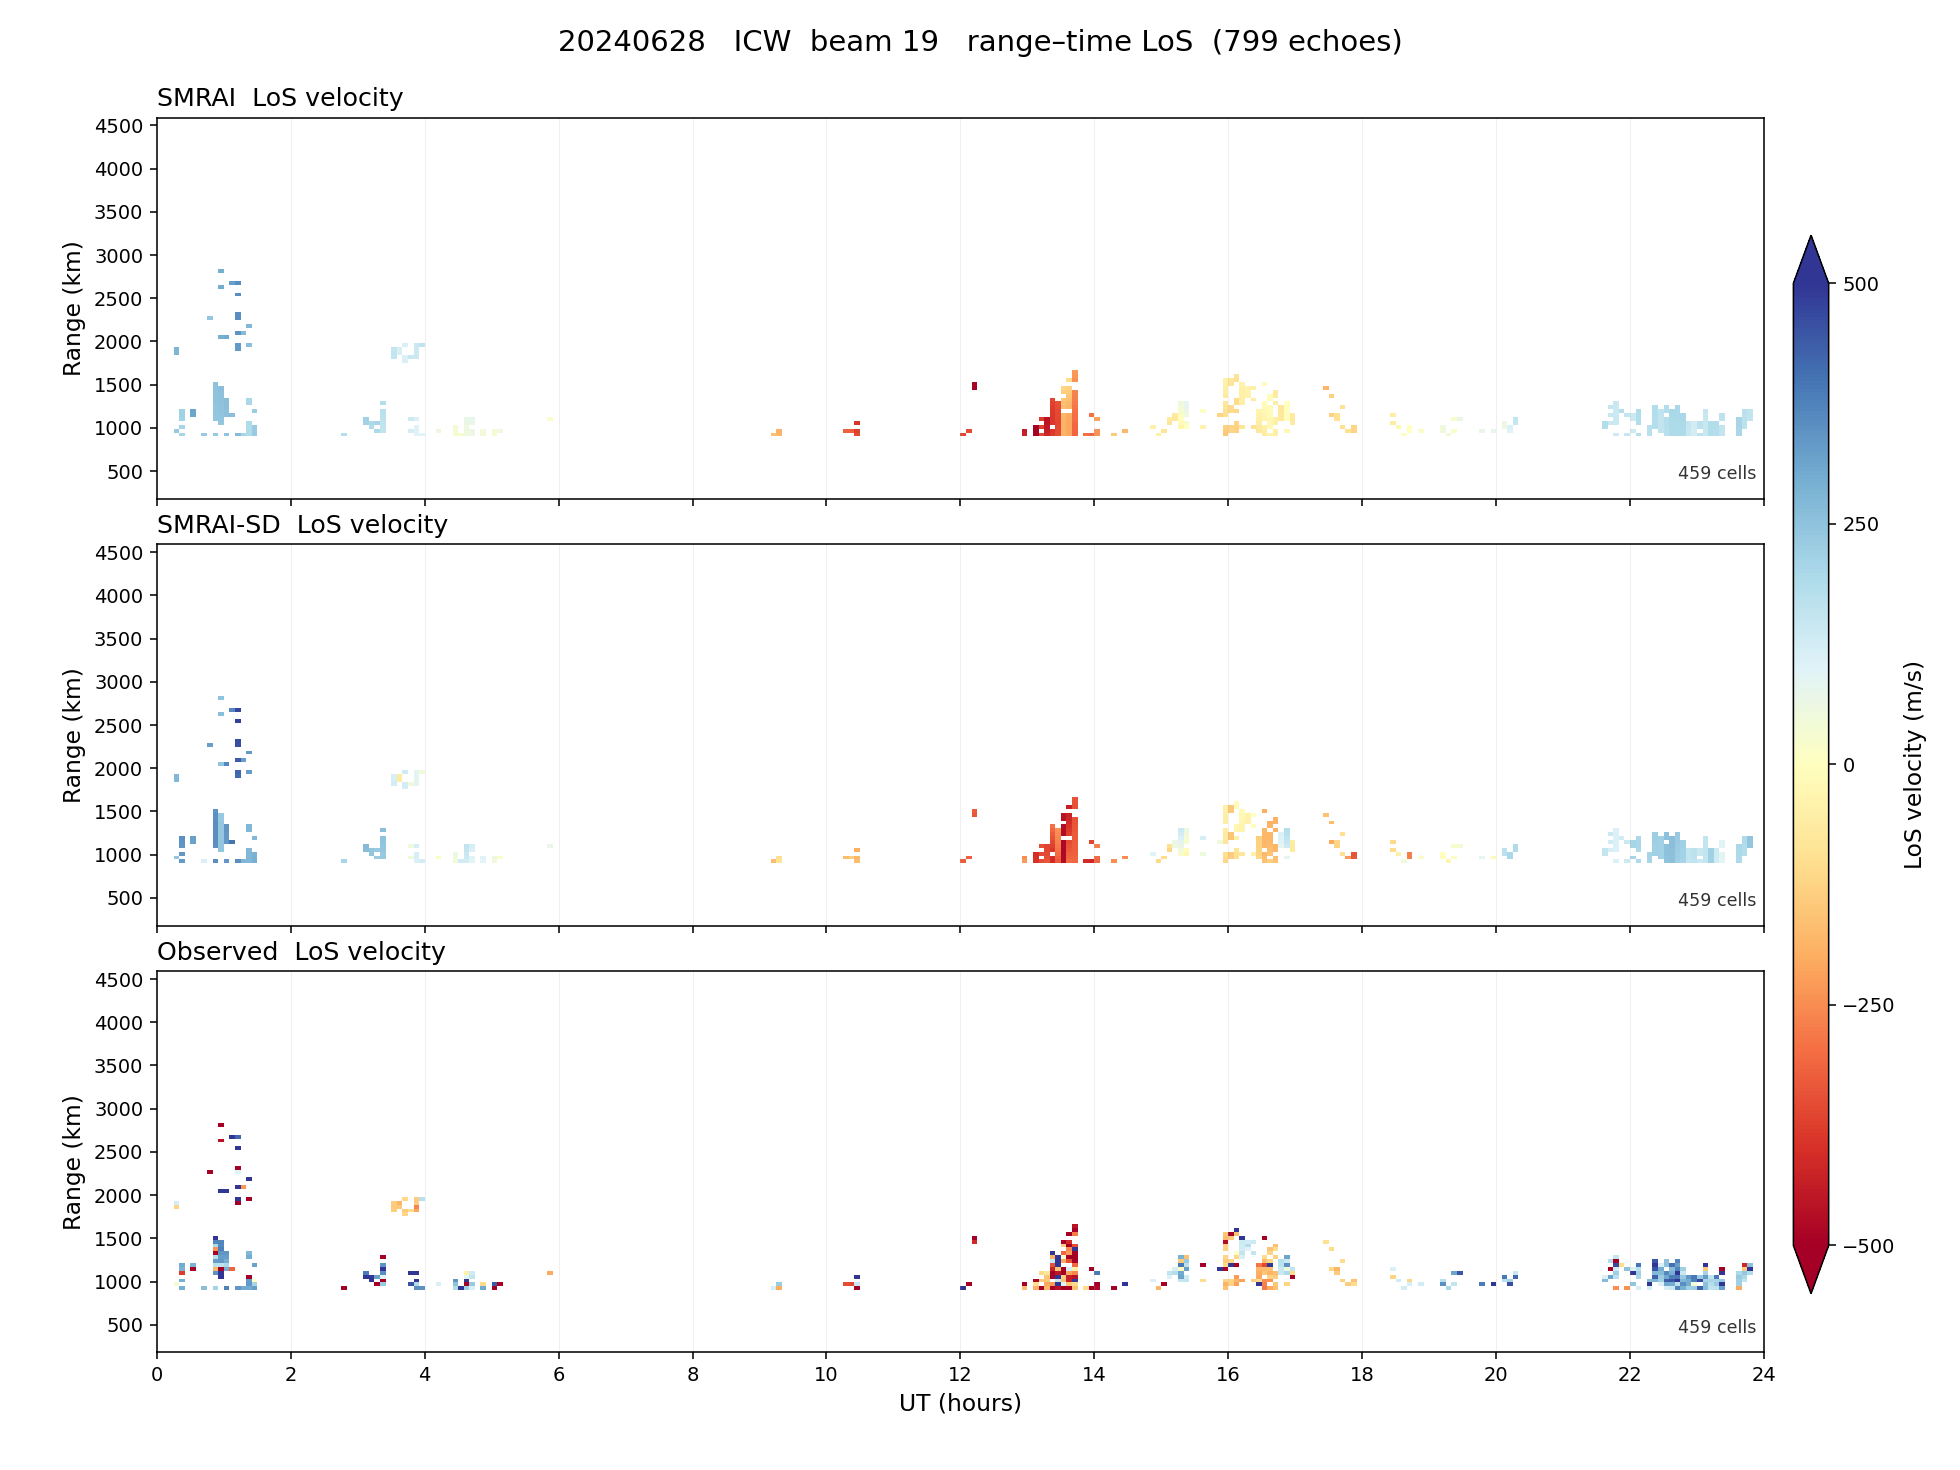 20240628 ICW beam 19 range–time LoS (799 echoes)
SMRAI LoS velocity
4500
4000
3500
3000
2500
2000
1500
1000
500
Range (km)
459 cells
SMRAI-SD LoS velocity
4500
4000
3500
3000
2500
2000
1500
1000
500
Range (km)
459 cells
Observed LoS velocity
4500
4000
3500
3000
2500
2000
1500
1000
500
Range (km)
459 cells
0 2 4 6 8 10 12 14 16 18 20 22 24
UT (hours)
500
250
0
−250
−500
LoS velocity (m/s)